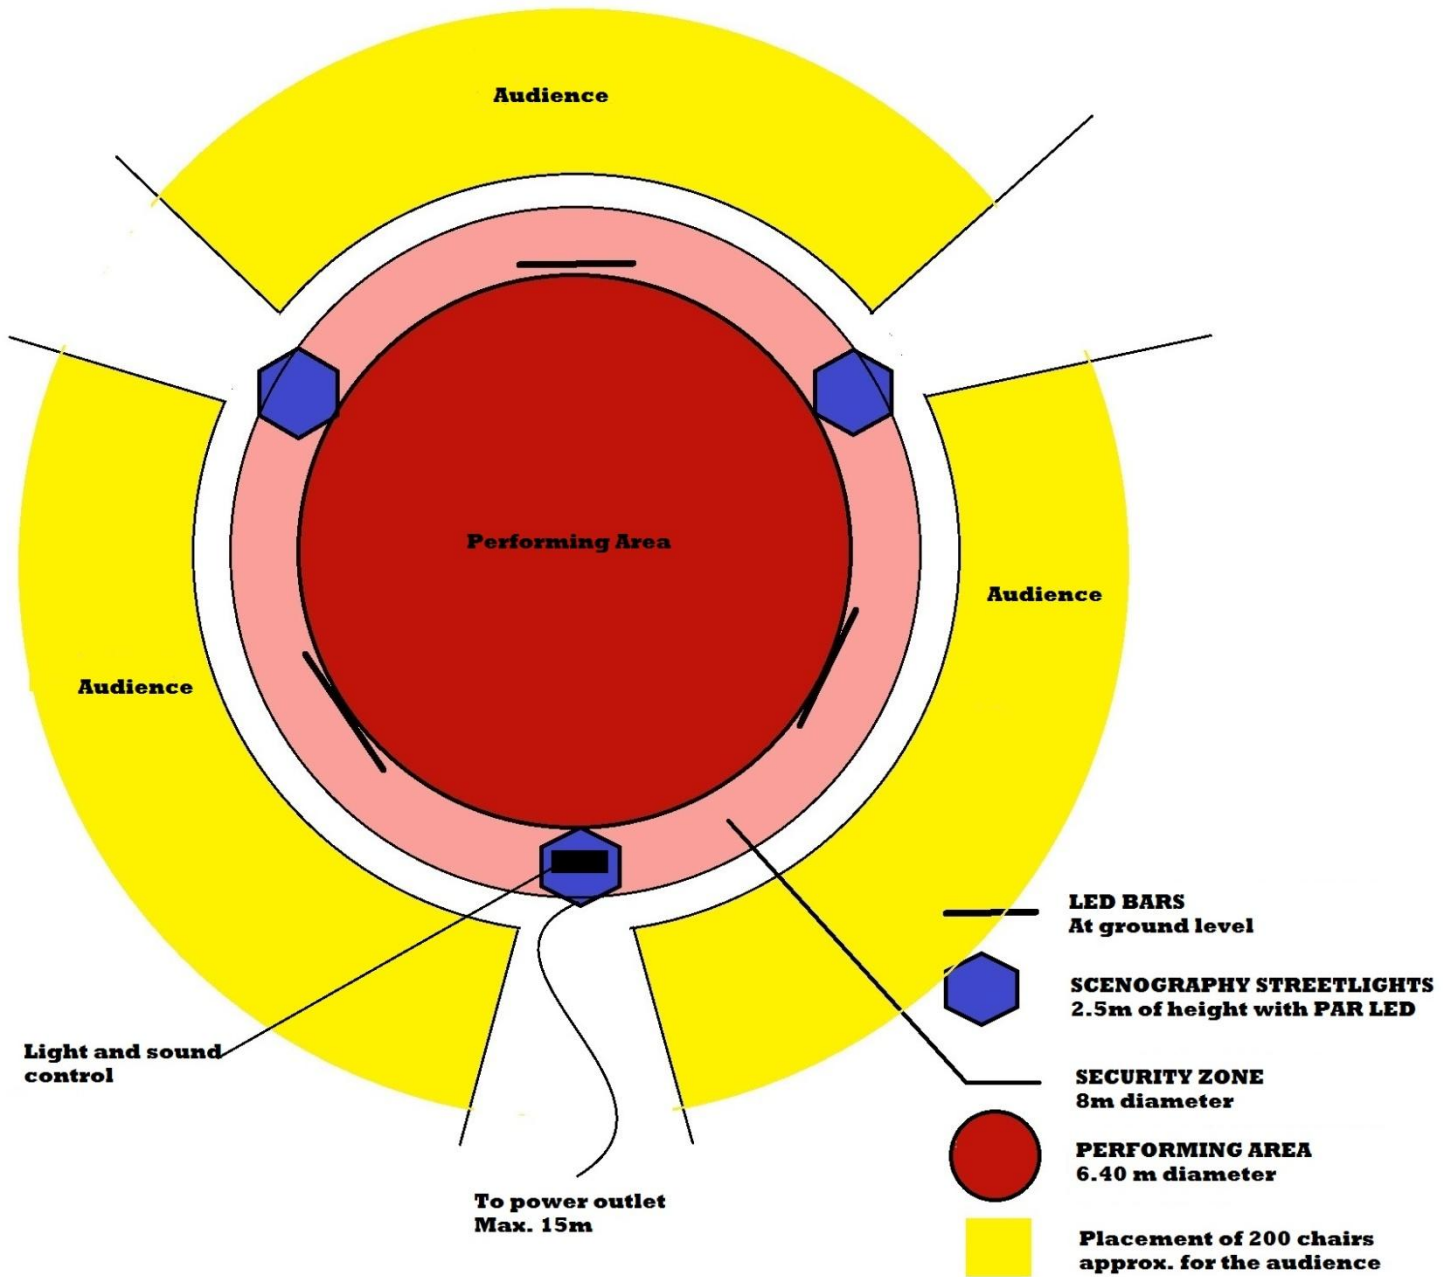 Audience
Performing Area
Audience
Audience
LED BARS
At ground level
SCENOGRAPHY STREETLIGHTS
2.5m of height with PAR LED
Light and sound
control
SECURITY ZONE
8m diameter
PERFORMING AREA
6.40 m diameter
To power outlet
Max. 15m
Placement of 200 chairs
approx. for the audience